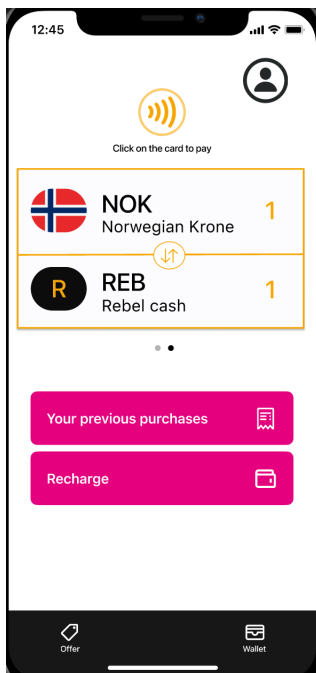 12:45
Click on the card to pay
NOK 1
Norwegian Krone
R REB 1
Rebel cash
Your previous purchases
Recharge
Offer Wallet